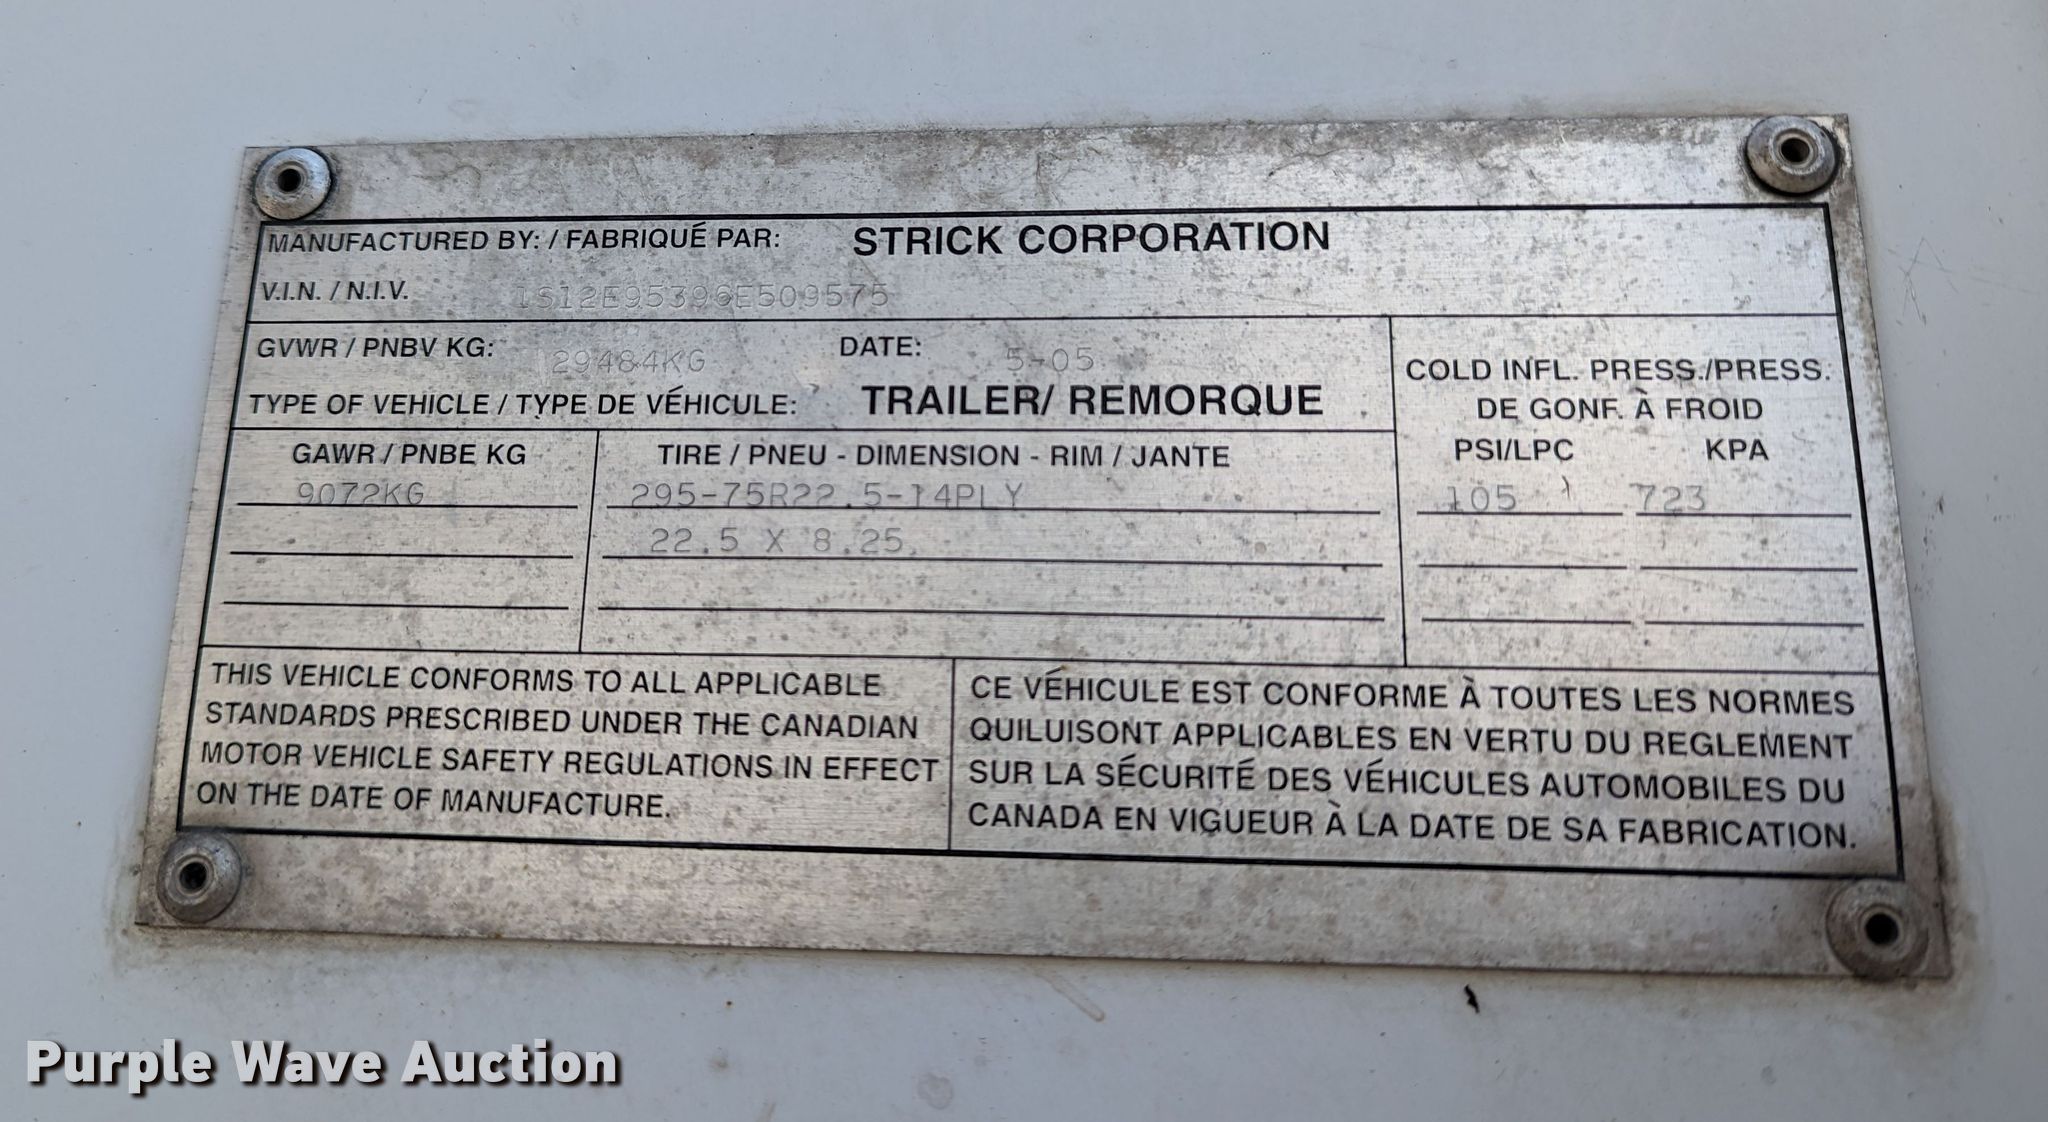 MANUFACTURED BY: / FABRIQUÉ PAR: STRICK CORPORATION
V.I.N. / N.I.V. 1S12E95396E509575
GVWR / PNBV KG: 29484KG DATE: 5-05
TYPE OF VEHICLE / TYPE DE VÉHICULE: TRAILER/ REMORQUE
COLD INFL. PRESS./PRESS.
DE GONF. À FROID
PSI/LPC KPA
GAWR / PNBE KG TIRE / PNEU - DIMENSION - RIM / JANTE
9072KG 295-75R22.5-14PLY 105 723
22.5 X 8.25
THIS VEHICLE CONFORMS TO ALL APPLICABLE
STANDARDS PRESCRIBED UNDER THE CANADIAN
MOTOR VEHICLE SAFETY REGULATIONS IN EFFECT
ON THE DATE OF MANUFACTURE.
CE VÉHICULE EST CONFORME À TOUTES LES NORMES
QUILUISONT APPLICABLES EN VERTU DU REGLEMENT
SUR LA SÉCURITÉ DES VÉHICULES AUTOMOBILES DU
CANADA EN VIGUEUR À LA DATE DE SA FABRICATION.
Purple Wave Auction